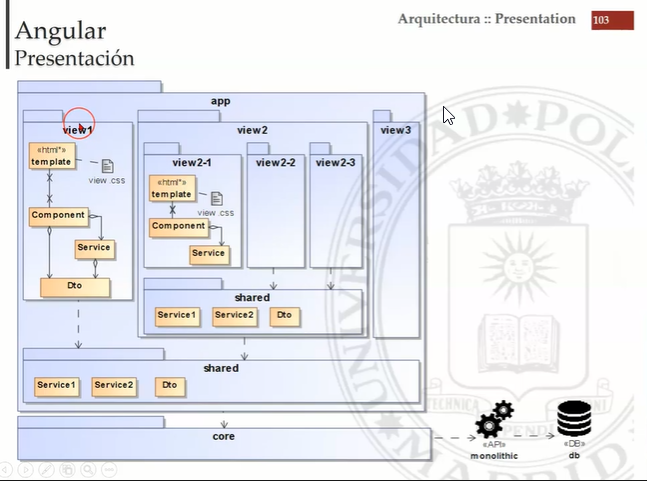 Arquitectura :: Presentation 103
Angular
Presentación
app
view1
«html"»
template
view.css
Component
Service
Dto
view2
view2-1
«html"»
template
view.css
Component
Service
view2-2
view2-3
shared
Service1
Service2
Dto
view3
shared
Service1
Service2
Dto
core
«API»
monolithic
«DB»
db